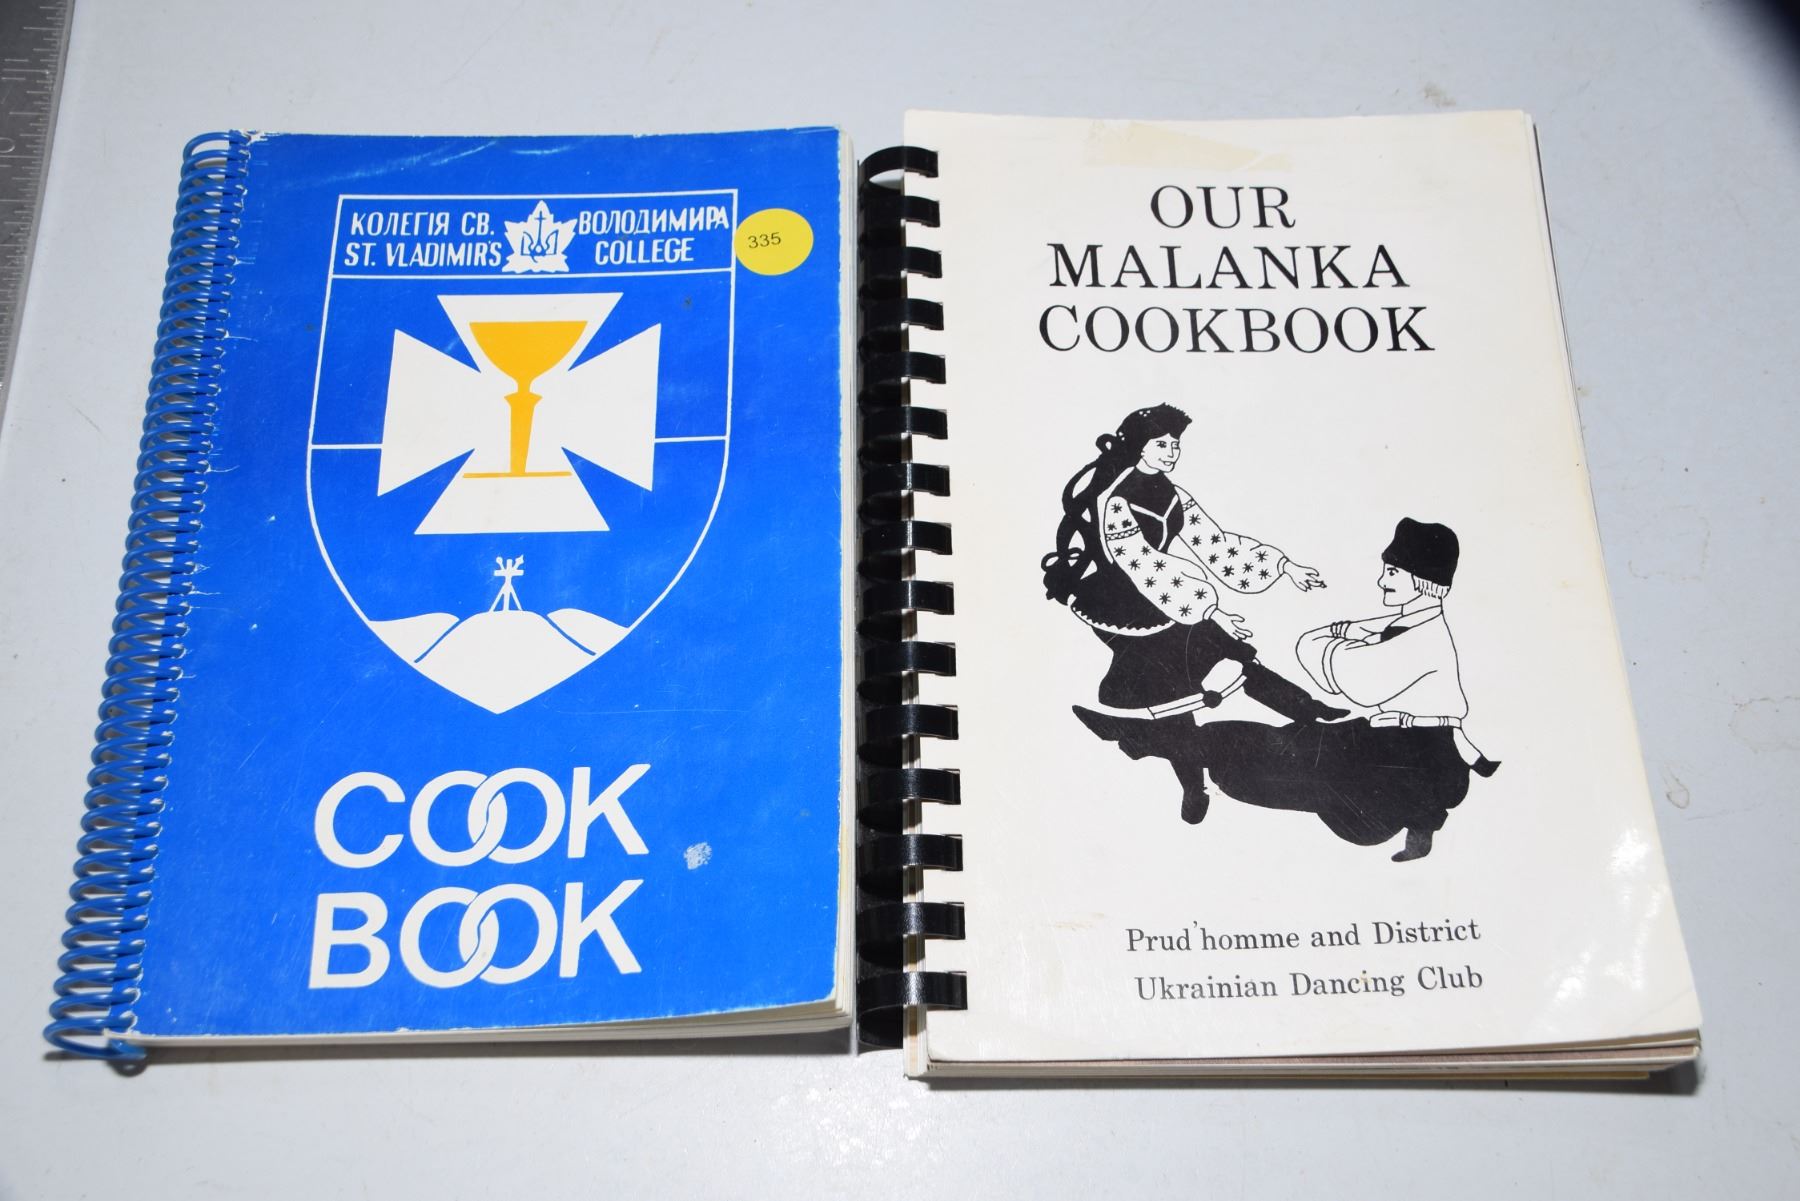 КОЛЕГІЯ СВ. ВОЛОДИМИРА
ST. VLADIMIR'S COLLEGE
335
COOK
BOOK
OUR
MALANKA
COOKBOOK
Prud'homme and District
Ukrainian Dancing Club